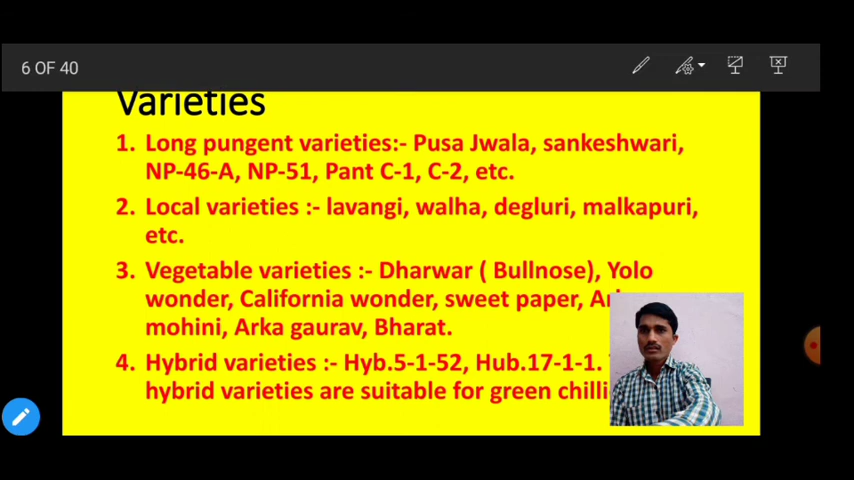 6 OF 40
Varieties
1. Long pungent varieties:- Pusa Jwala, sankeshwari,
NP-46-A, NP-51, Pant C-1, C-2, etc.
2. Local varieties :- lavangi, walha, degluri, malkapuri,
etc.
3. Vegetable varieties :- Dharwar ( Bullnose), Yolo
wonder, California wonder, sweet paper,
mohini, Arka gaurav, Bharat.
4. Hybrid varieties :- Hyb.5-1-52, Hub.17-1-1.
hybrid varieties are suitable for green